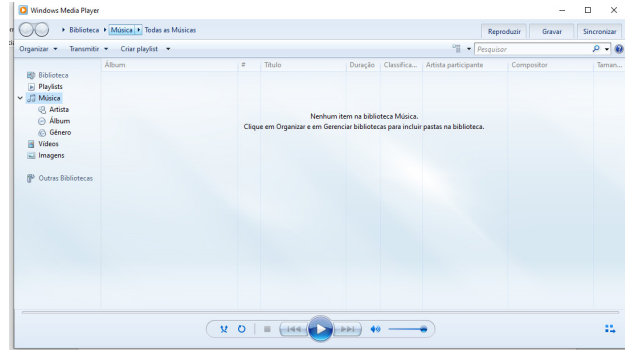 Windows Media Player
Biblioteca Música Todas as Músicas
Reproduzir Gravar Sincronizar
Organizar Transmitir Criar playlist
Pesquisar
Álbum # Título Duração Classifica... Artista participante Compositor Taman...
Biblioteca
Playlists
Música
Artista
Álbum
Gênero
Vídeos
Imagens
Outras Bibliotecas
Nenhum item na biblioteca Música.
Clique em Organizar e em Gerenciar bibliotecas para incluir pastas na biblioteca.